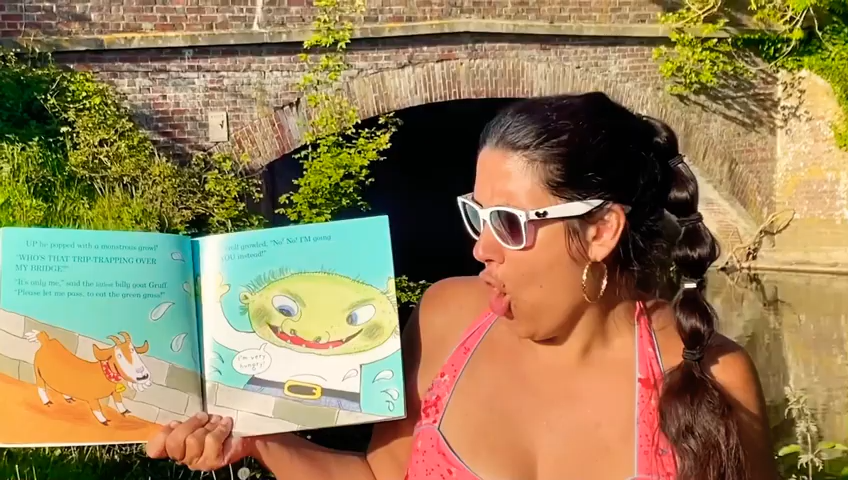 UP he popped with a monstrous growl!
"WHO'S THAT TRIP-TRAPPING OVER
MY BRIDGE?"
"It's only me," said the
billy goat Gruff.
"Please let me pass, to eat the green grass!"
growled, "No! No! I'M going
YOU instead!"
I'm very
hungry!